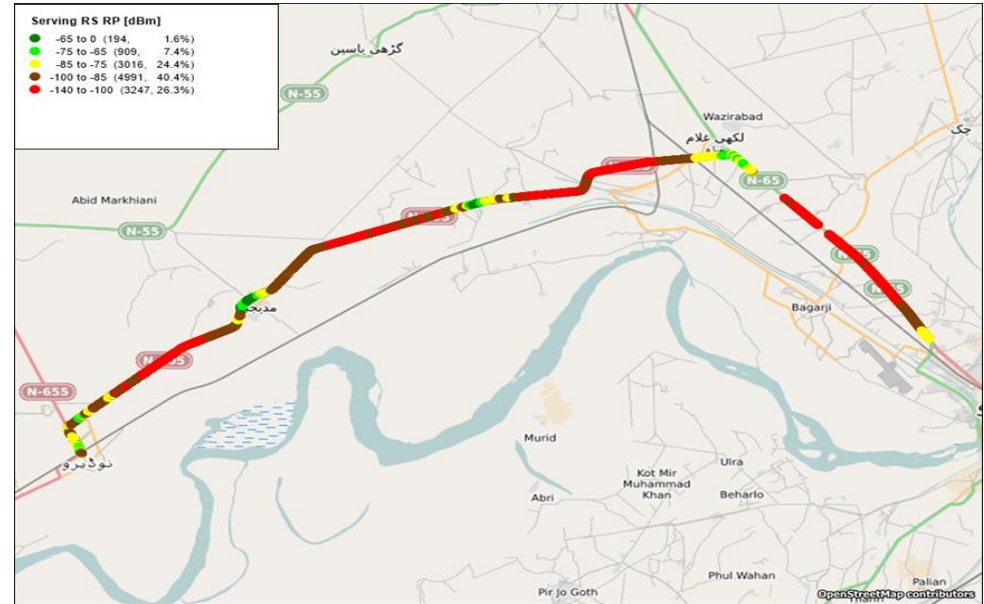 Serving RS RP [dBm]
-65 to 0 (194, 1.6%)
-75 to -65 (909, 7.4%)
-85 to -75 (3016, 24.4%)
-100 to -85 (4991, 40.4%)
-140 to -100 (3247, 26.3%)
گڑھی یاسین
N-55
Wazirabad
لکھی غلام
چک
N-65
Abid Markhiani
N-55
Bagarji
N-655
نوڈیرو
Murid
Ulra
Kot Mir
Muhammad
Khan
Beharlo
Abri
Phul Wahan
Palian
Pir Jo Goth
OpenStreetMap contributors